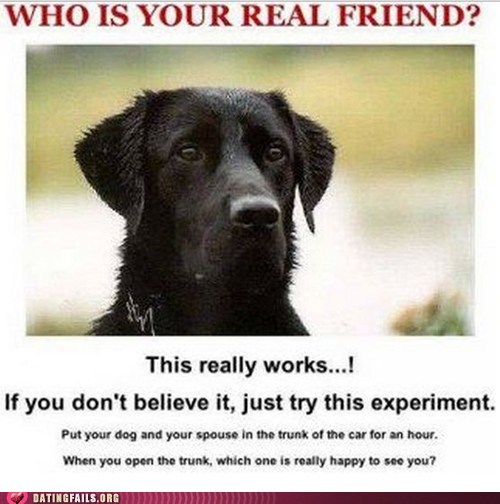 WHO IS YOUR REAL FRIEND?
This really works...!
If you don't believe it, just try this experiment.
Put your dog and your spouse in the trunk of the car for an hour.
When you open the trunk, which one is really happy to see you?
DATINGFAILS.ORG